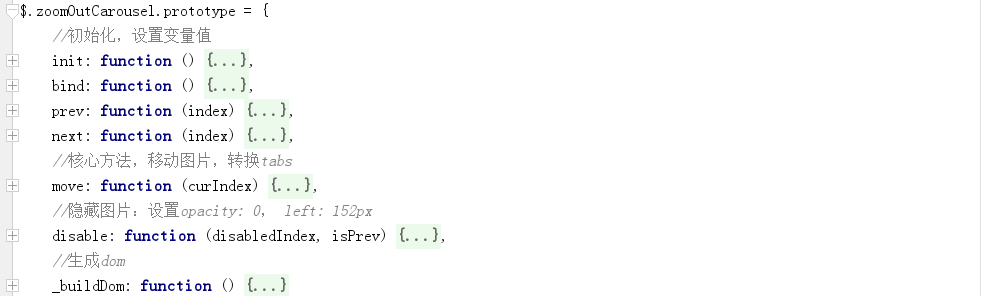 $.zoomOutCarousel.prototype = {
//初始化，设置变量值
init: function () {...},
bind: function () {...},
prev: function (index) {...},
next: function (index) {...},
//核心方法，移动图片，转换tabs
move: function (curIndex) {...},
//隐藏图片：设置opacity: 0， left: 152px
disable: function (disabledIndex, isPrev) {...},
//生成dom
_buildDom: function () {...}